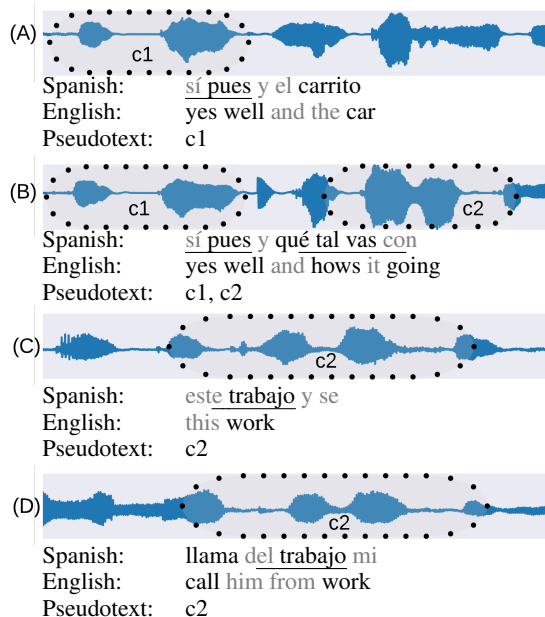 (A)
c1
Spanish: sí pues y el carrito
English: yes well and the car
Pseudotext: c1
(B)
c1 c2
Spanish: sí pues y qué tal vas con
English: yes well and hows it going
Pseudotext: c1, c2
(C)
c2
Spanish: este trabajo y se
English: this work
Pseudotext: c2
(D)
c2
Spanish: llama del trabajo mi
English: call him from work
Pseudotext: c2